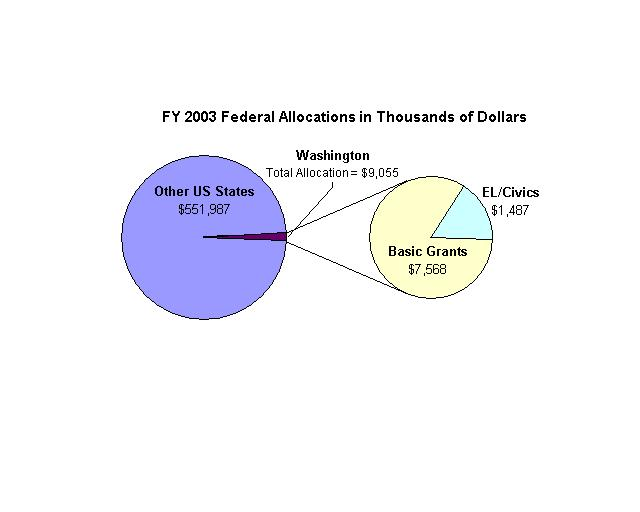 FY 2003 Federal Allocations in Thousands of Dollars
Washington
Total Allocation = $9,055
Other US States
$551,987
EL/Civics
$1,487
Basic Grants
$7,568